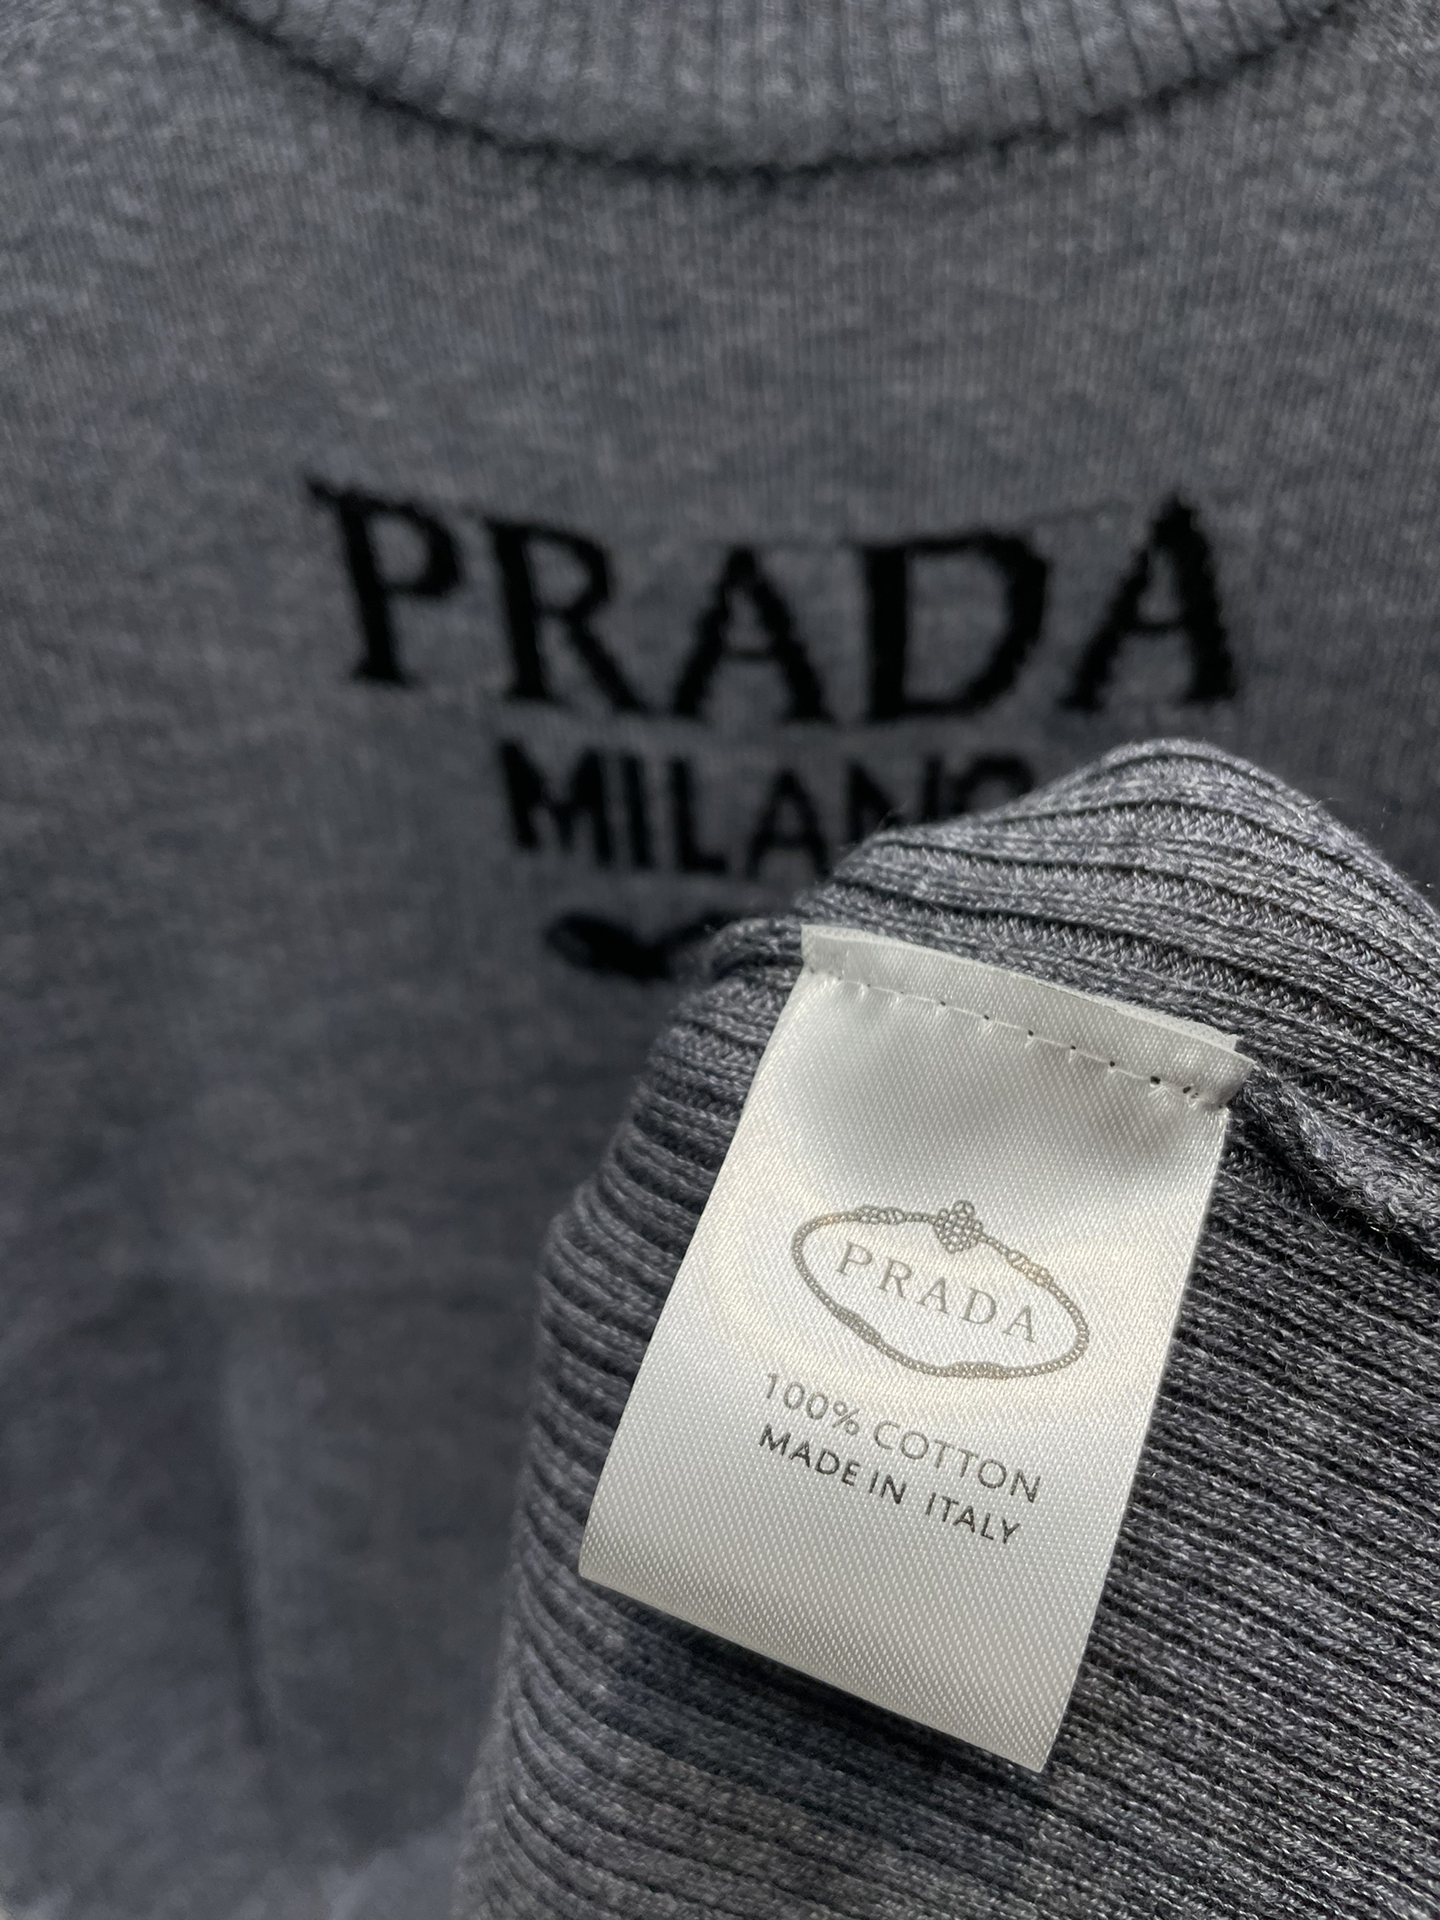 PRADA
MILANO
PRADA
100% COTTON
MADE IN ITALY